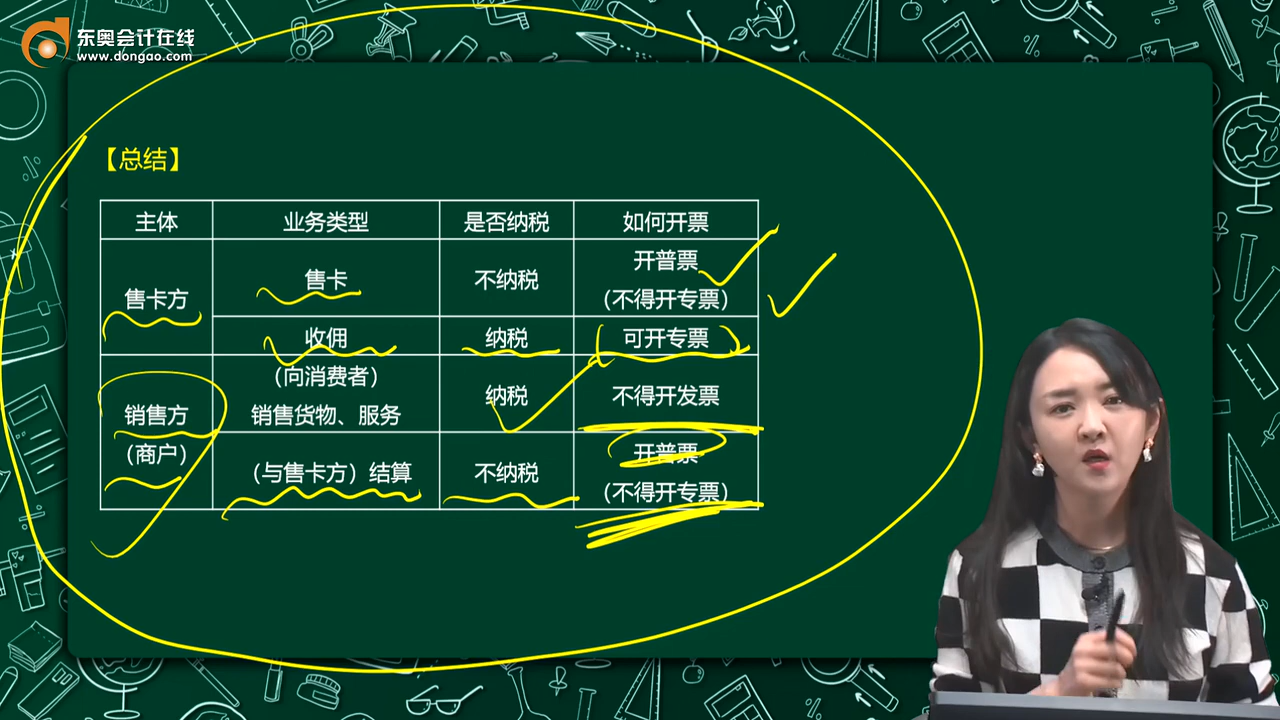 东奥会计在线
www.dongao.com
【总结】
主体 业务类型 是否纳税 如何开票
售卡方 售卡 不纳税 开普票
(不得开专票)
收佣 纳税 可开专票
销售方
(商户)
(向消费者)
销售货物、服务 纳税 不得开发票
(与售卡方)结算 不纳税 开普票
(不得开专票)